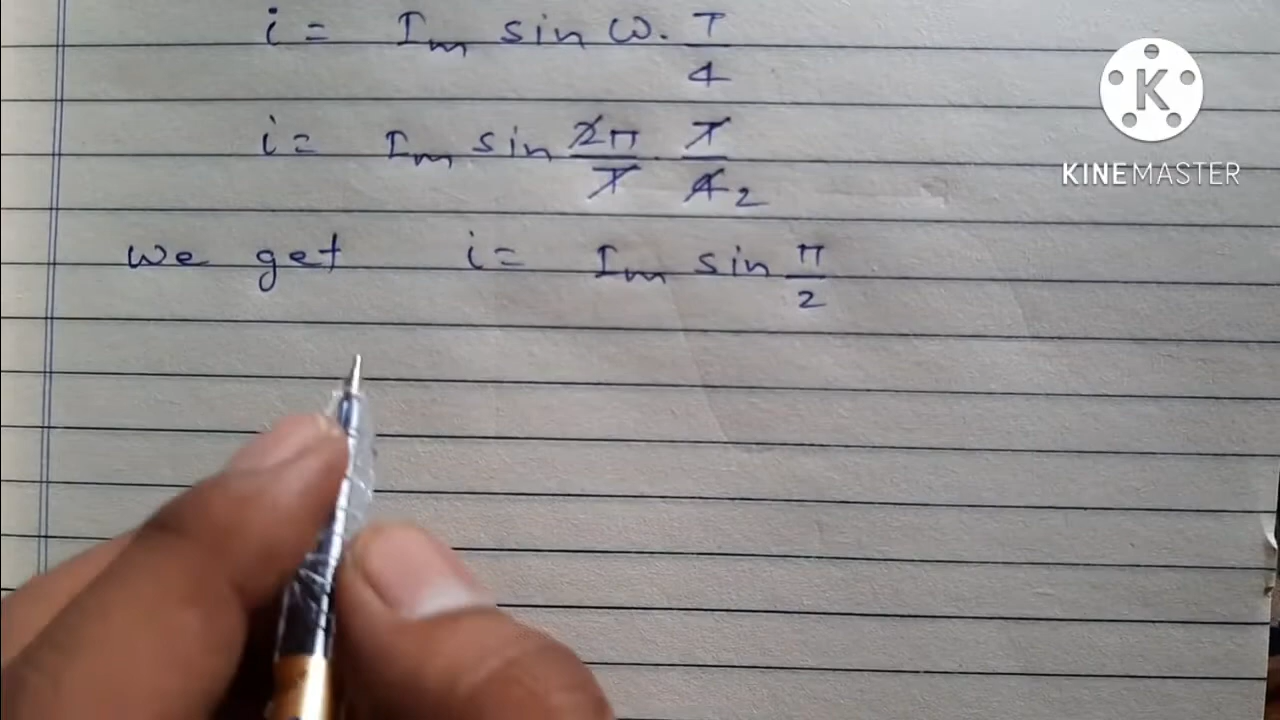 i = Im sin ω. T/4
i = Im sin 2π/T . T/4 2
we get i = Im sin π/2
K
KINEMASTER